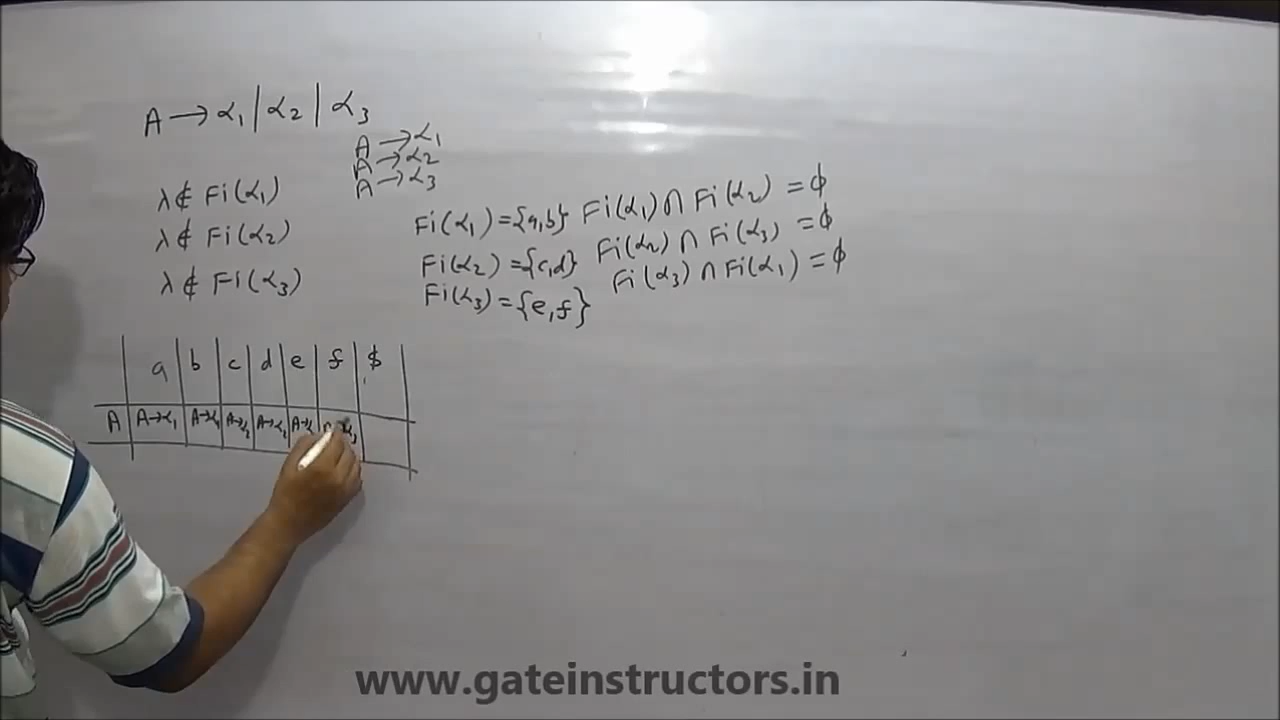 A → α₁ | α₂ | α₃
A → α₁
A → α₂
A → α₃
λ ∉ Fi(α₁)
λ ∉ Fi(α₂)
λ ∉ Fi(α₃)
Fi(α₁) = {a,b} Fi(α₁) ∩ Fi(α₂) = ϕ
Fi(α₂) = {c,d} Fi(α₂) ∩ Fi(α₃) = ϕ
Fi(α₃) = {e,f} Fi(α₃) ∩ Fi(α₁) = ϕ
a b c d e f $
A A→α₁ A→α₁ A→α₂ A→α₂ A→
www.gateinstructors.in